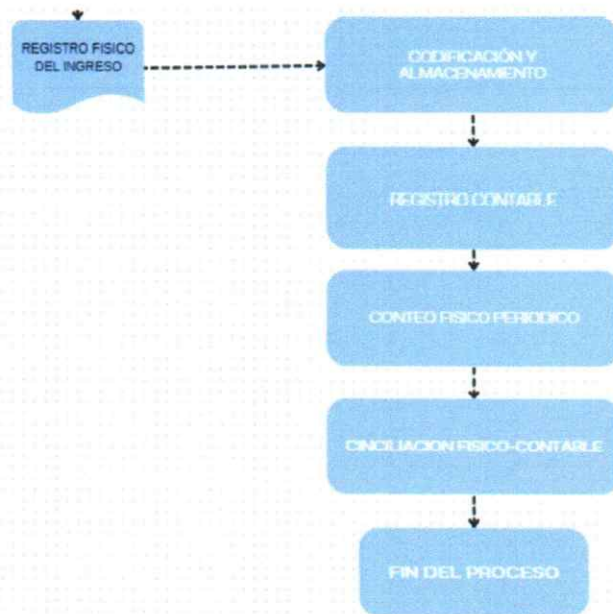 REGISTRO FISICO
DEL INGRESO
CODIFICACIÓN Y
ALMACENAMIENTO
REGISTRO CONTABLE
CONTEO FISICO PERIODICO
CINCILIACION FISICO-CONTABLE
FIN DEL PROCESO